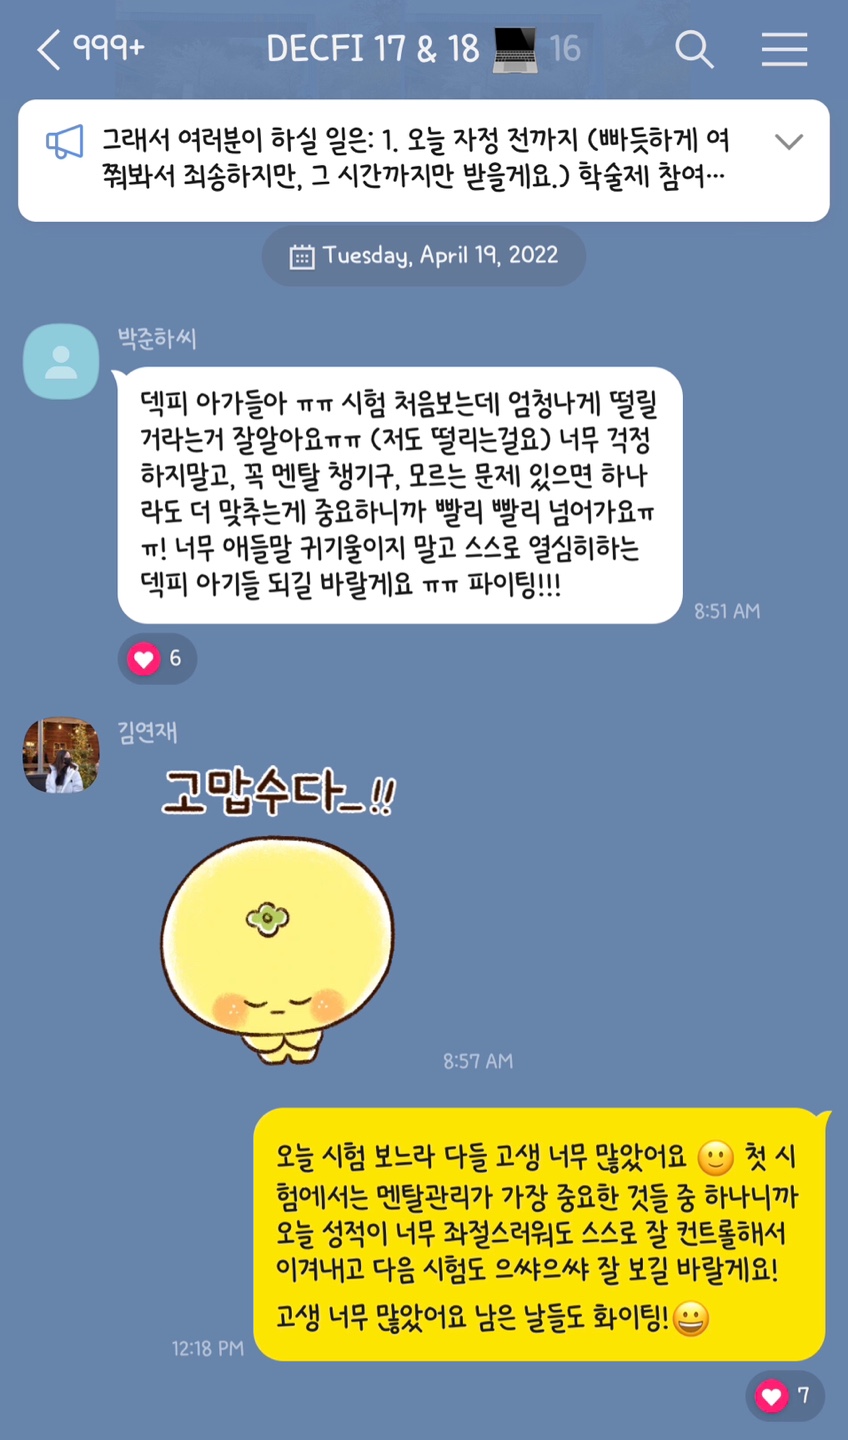 999+
DECFI 17 & 18 💻 16
그래서 여러분이 하실 일은: 1. 오늘 자정 전까지 (빠듯하게 여
쭤봐서 죄송하지만, 그 시간까지만 받을게요.) 학술제 참여…
Tuesday, April 19, 2022
박준하씨
덱피 아가들아 ㅠㅠ 시험 처음보는데 엄청나게 떨릴
거라는거 잘알아요ㅠㅠ (저도 떨리는걸요) 너무 걱정
하지말고, 꼭 멘탈 챙기구, 모르는 문제 있으면 하나
라도 더 맞추는게 중요하니까 빨리 빨리 넘어가요ㅠ
ㅠ! 너무 애들말 귀기울이지 말고 스스로 열심히하는
덱피 아기들 되길 바랄게요 ㅠㅠ 파이팅!!!
8:51 AM
6
김연재
고맙수다_!!
8:57 AM
오늘 시험 보느라 다들 고생 너무 많았어요 🙂 첫 시
험에서는 멘탈관리가 가장 중요한 것들 중 하나니까
오늘 성적이 너무 좌절스러워도 스스로 잘 컨트롤해서
이겨내고 다음 시험도 으쌰으쌰 잘 보길 바랄게요!
고생 너무 많았어요 남은 날들도 화이팅!😀
12:18 PM
7